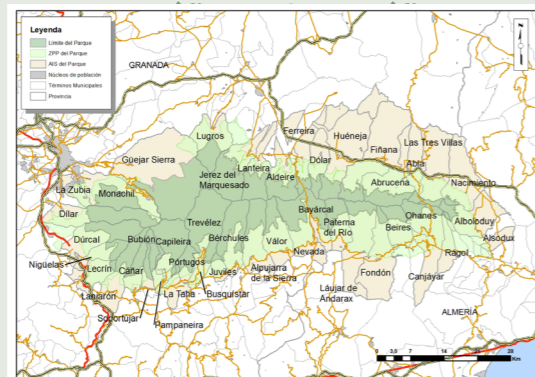 Leyenda
Límite del Parque
ZPP del Parque
AIS del Parque
Núcleos de población
Términos Municipales
Provincia
N
GRANADA
Lugros
Ferreira
Huéneja
Las Tres Villas
Güejar Sierra
Fiñana
Abla
Lanteira
Dólar
Jerez del
Marquesado
Aldeire
La Zubia
Monachil
Abrucena
Nacimiento
Dílar
Trevélez
Bayárcal
Ohanes
Alboloduy
Dúrcal
Bubión
Capileira
Bérchules
Válor
Paterna
del Río
Beires
Alsodux
Nigüelas
Lecrín
Cáñar
Pórtugos
Juviles
Nevada
Alpujarra
de la Sierra
Fondón
Canjáyar
Rágol
Lanjarón
La Taha
Busquístar
Láujar de
Andarax
Soportújar
Pampaneira
ALMERÍA
0 3,5 7 14
28
Km